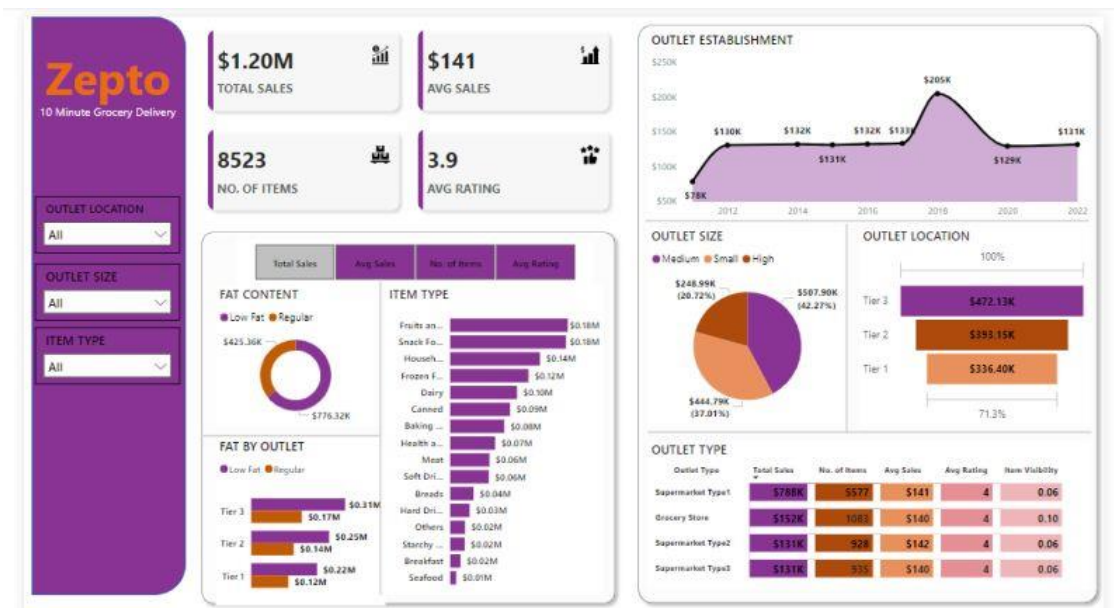 Zepto
10 Minute Grocery Delivery
OUTLET LOCATION
All
OUTLET SIZE
All
ITEM TYPE
All
$1.20M
TOTAL SALES
$141
AVG SALES
8523
NO. OF ITEMS
3.9
AVG RATING
Total Sales Avg Sales No. of Items Avg Rating
FAT CONTENT
Low Fat Regular
$425.36K
$776.32K
FAT BY OUTLET
Low Fat Regular
Tier 3 $0.31M
$0.17M
Tier 2 $0.25M
$0.14M
Tier 1 $0.22M
$0.12M
ITEM TYPE
Fruits an... $0.18M
Snack Fo... $0.18M
Househ... $0.14M
Frozen F... $0.12M
Dairy $0.10M
Canned $0.09M
Baking ... $0.08M
Health a... $0.07M
Meat $0.06M
Soft Dri... $0.06M
Breads $0.04M
Hard Dri... $0.03M
Others $0.02M
Starchy ... $0.02M
Breakfast $0.02M
Seafood $0.01M
OUTLET ESTABLISHMENT
$250K
$200K
$150K
$100K
$50K
$78K $130K $132K $131K $132K $133K $205K $129K $131K
2012 2014 2016 2018 2020 2022
OUTLET SIZE
Medium Small High
$248.99K
(20.72%)
$507.90K
(42.27%)
$444.79K
(37.01%)
OUTLET LOCATION
100%
Tier 3 $472.13K
Tier 2 $393.15K
Tier 1 $336.40K
71.3%
OUTLET TYPE
Outlet Type Total Sales No. of Items Avg Sales Avg Rating Item Visibility
Supermarket Type1 $788K 5577 $141 4 0.06
Grocery Store $152K 1083 $140 4 0.10
Supermarket Type2 $131K 928 $142 4 0.06
Supermarket Type3 $131K 935 $140 4 0.06